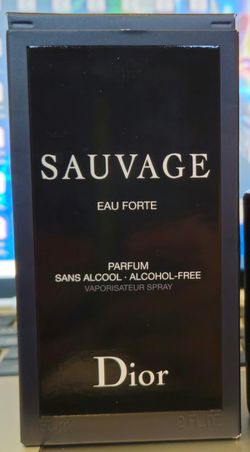 SAUVAGE
EAU FORTE
PARFUM
SANS ALCOOL · ALCOHOL-FREE
VAPORISATEUR SPRAY
Dior